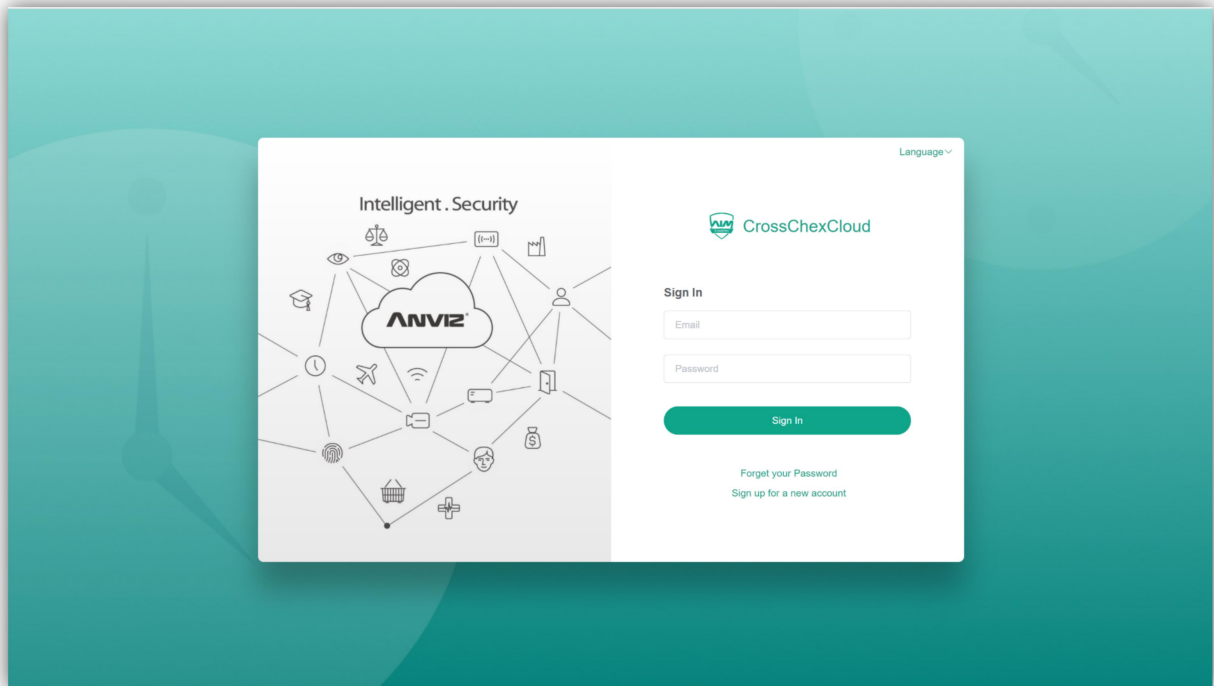 Language
Intelligent . Security
ANVIZ
CrossChexCloud
Sign In
Email
Password
Sign In
Forget your Password
Sign up for a new account